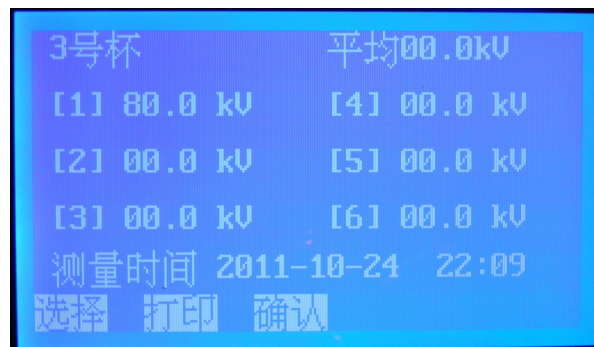 3号杯 平均00.0kV
[1] 80.0 kV [4] 00.0 kV
[2] 00.0 kV [5] 00.0 kV
[3] 00.0 kV [6] 00.0 kV
测量时间 2011-10-24 22:09
选择 打印 确认